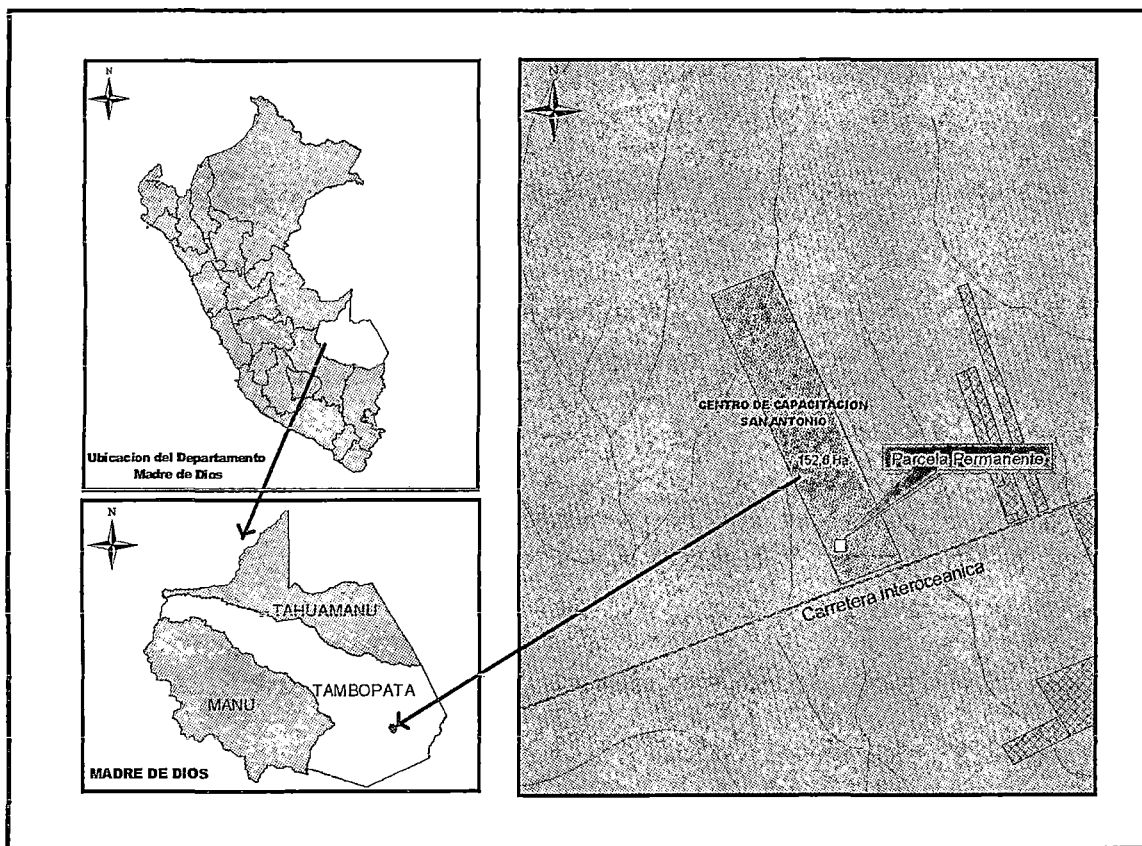 N
Ubicacion del Departamento
Madre de Dios
N
TAHUAMANU
TAMBOPATA
MANU
MADRE DE DIOS
N
CENTRO DE CAPACITACION
SAN ANTONIO
152,6 Ha
Parcela Permanente
Carretera Interoceanica